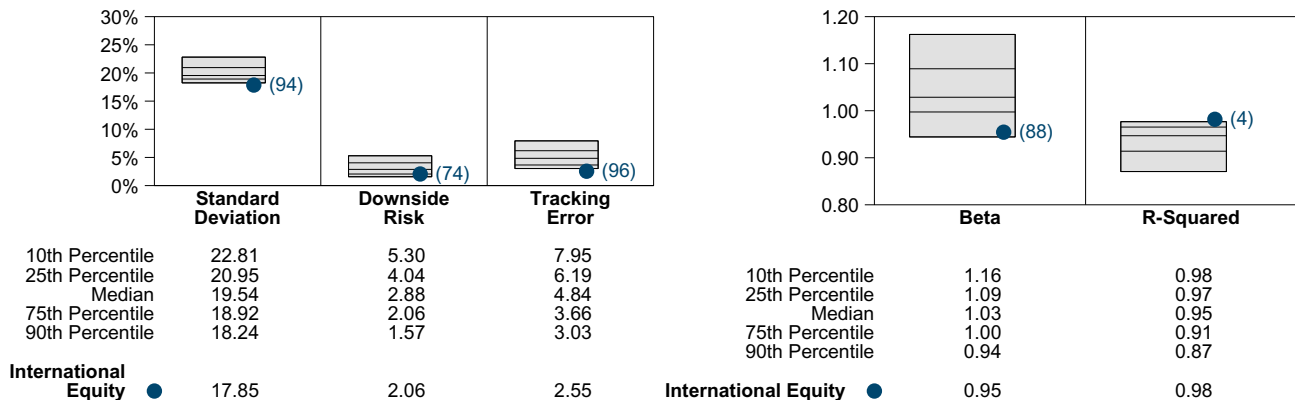 30%
25%
20%
15%
10%
5%
0%
(94)
(74)
(96)
Standard Deviation
Downside Risk
Tracking Error
10th Percentile 22.81 5.30 7.95
25th Percentile 20.95 4.04 6.19
Median 19.54 2.88 4.84
75th Percentile 18.92 2.06 3.66
90th Percentile 18.24 1.57 3.03
International
Equity 17.85 2.06 2.55
1.20
1.10
1.00
0.90
0.80
(88)
(4)
Beta R-Squared
10th Percentile 1.16 0.98
25th Percentile 1.09 0.97
Median 1.03 0.95
75th Percentile 1.00 0.91
90th Percentile 0.94 0.87
International Equity 0.95 0.98